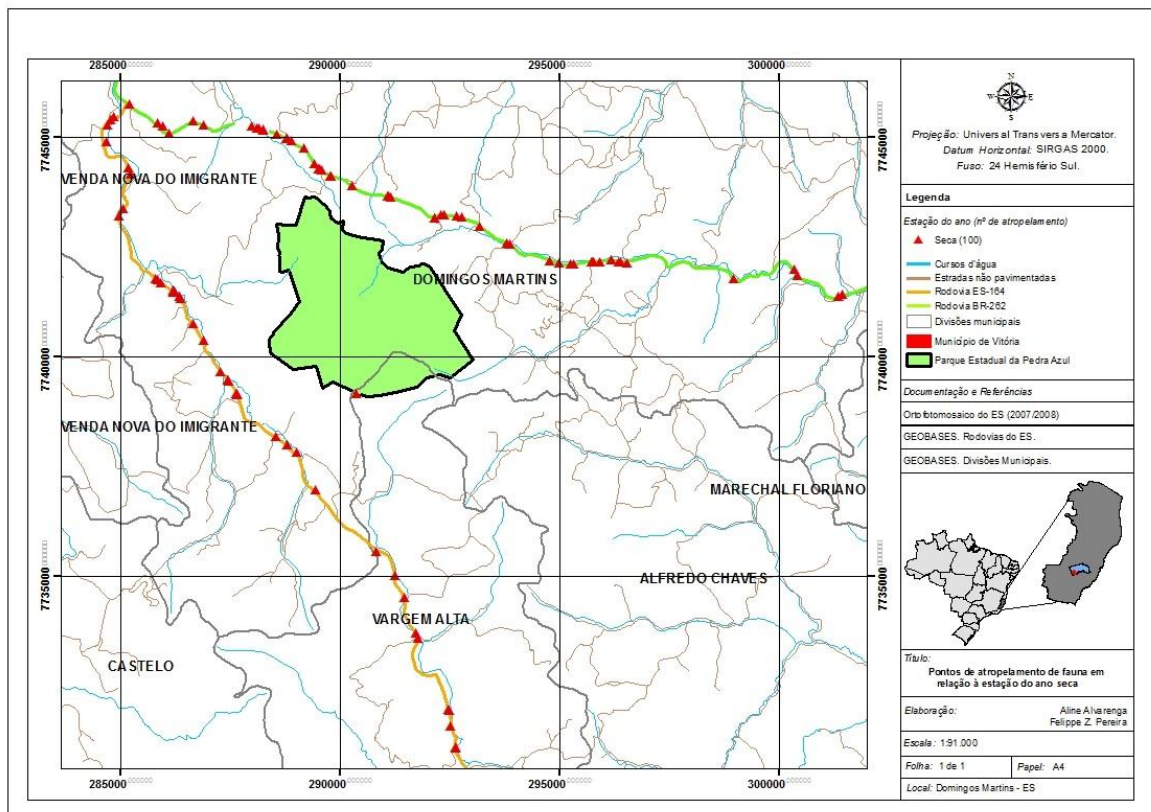 285000
290000
295000
300000
7745000
7745000
VENDA NOVA DO IMIGRANTE
DOMINGOS MARTINS
7740000
7740000
VENDA NOVA DO IMIGRANTE
MARECHAL FLORIANO
7735000
7735000
ALFREDO CHAVES
VARGEM ALTA
CASTELO
285000
290000
295000
300000
N
W
E
S
Projeção: Universal Transversa Mercator.
Datum Horizontal: SIRGAS 2000.
Fuso: 24 Hemisfério Sul.
Legenda
Estação do ano (nº de atropelamento)
Seca (100)
Cursos d'água
Estradas não pavimentadas
Rodovia ES-164
Rodovia BR-262
Divisões municipais
Município de Vitória
Parque Estadual da Pedra Azul
Documentação e Referências
Ortofotomosaico do ES (2007/2008)
GEOBASES. Rodovias do ES.
GEOBASES. Divisões Municipais.
Título:
Pontos de atropelamento de fauna em
relação à estação do ano seca
Elaboração: Aline Alvarenga
Felippe Z. Pereira
Escala: 1:91.000
Folha: 1 de 1 Papel: A4
Local: Domingos Martins - ES